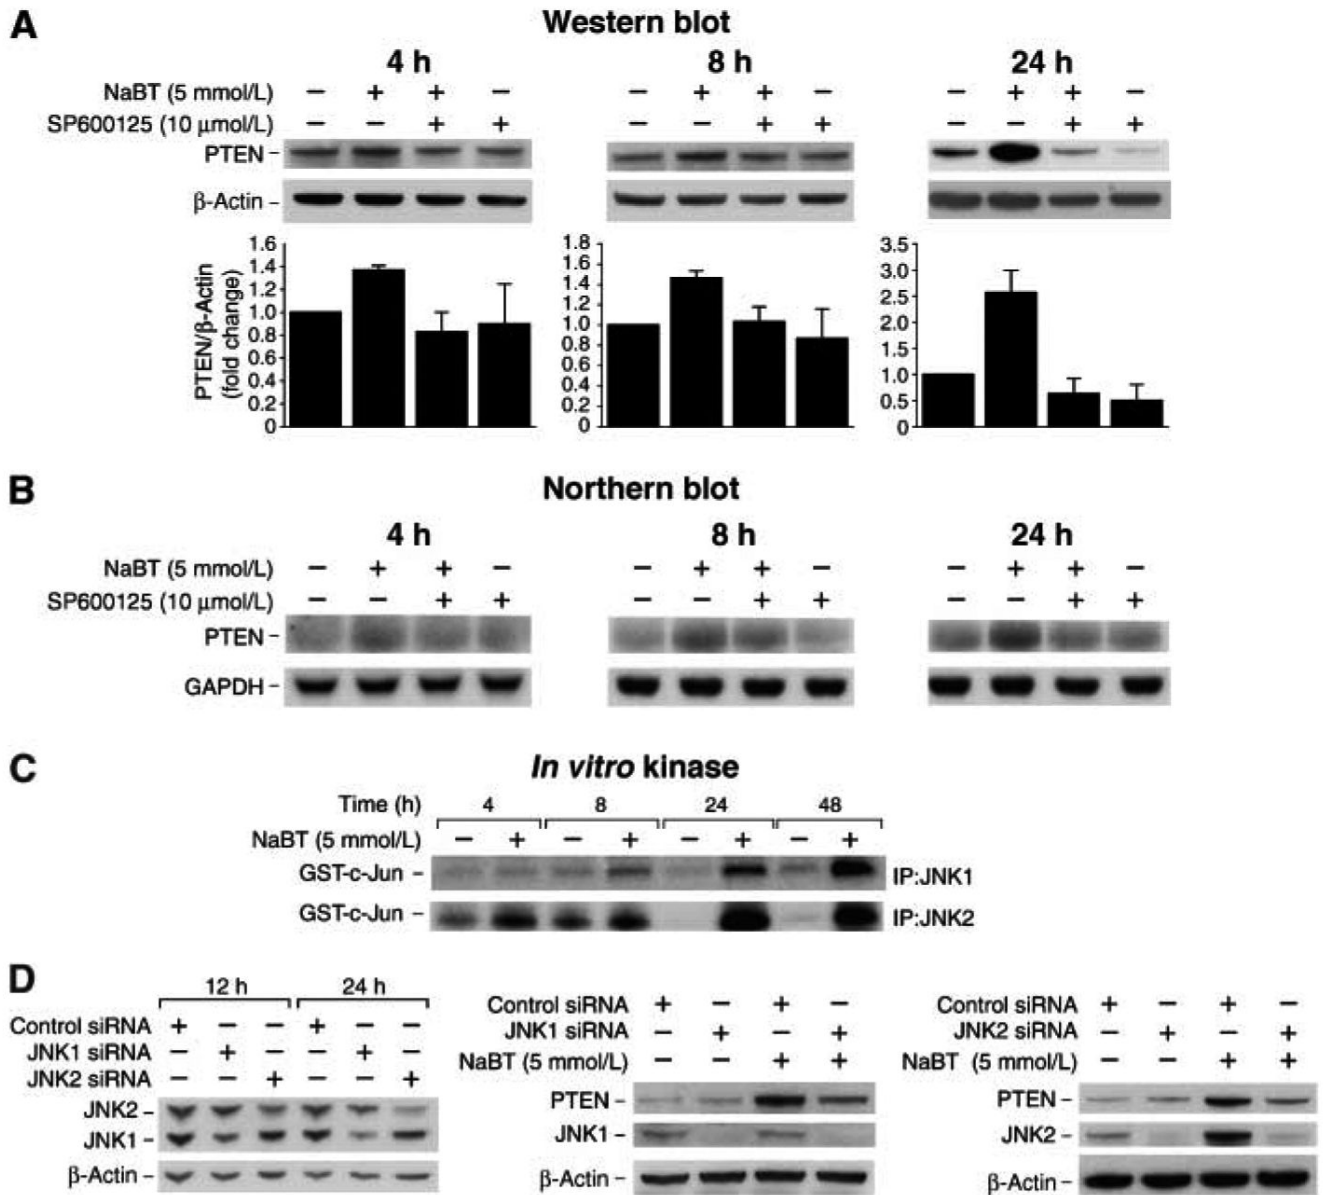 A
Western blot
4 h 8 h 24 h
NaBT (5 mmol/L) − + + − − + + − − + + −
SP600125 (10 μmol/L) − − + + − − + + − − + +
PTEN –
β-Actin –
PTEN/β-Actin
(fold change)
1.6 1.8 3.5
1.4 1.6 3.0
1.2 1.4 2.5
1.0 1.2 2.0
0.8 1.0 1.5
0.6 0.8 1.0
0.4 0.6 0.5
0.2 0.4 0
0 0.2
0
B
Northern blot
4 h 8 h 24 h
NaBT (5 mmol/L) − + + − − + + − − + + −
SP600125 (10 μmol/L) − − + + − − + + − − + +
PTEN –
GAPDH –
C
In vitro kinase
Time (h) 4 8 24 48
NaBT (5 mmol/L) − + − + − + − +
GST-c-Jun – IP:JNK1
GST-c-Jun – IP:JNK2
D
12 h 24 h
Control siRNA + − − + − −
JNK1 siRNA − + − − + −
JNK2 siRNA − − + − − +
JNK2 –
JNK1 –
β-Actin –
Control siRNA + − + −
JNK1 siRNA − + − +
NaBT (5 mmol/L) − − + +
PTEN –
JNK1 –
β-Actin –
Control siRNA + − + −
JNK2 siRNA − + − +
NaBT (5 mmol/L) − − + +
PTEN –
JNK2 –
β-Actin –